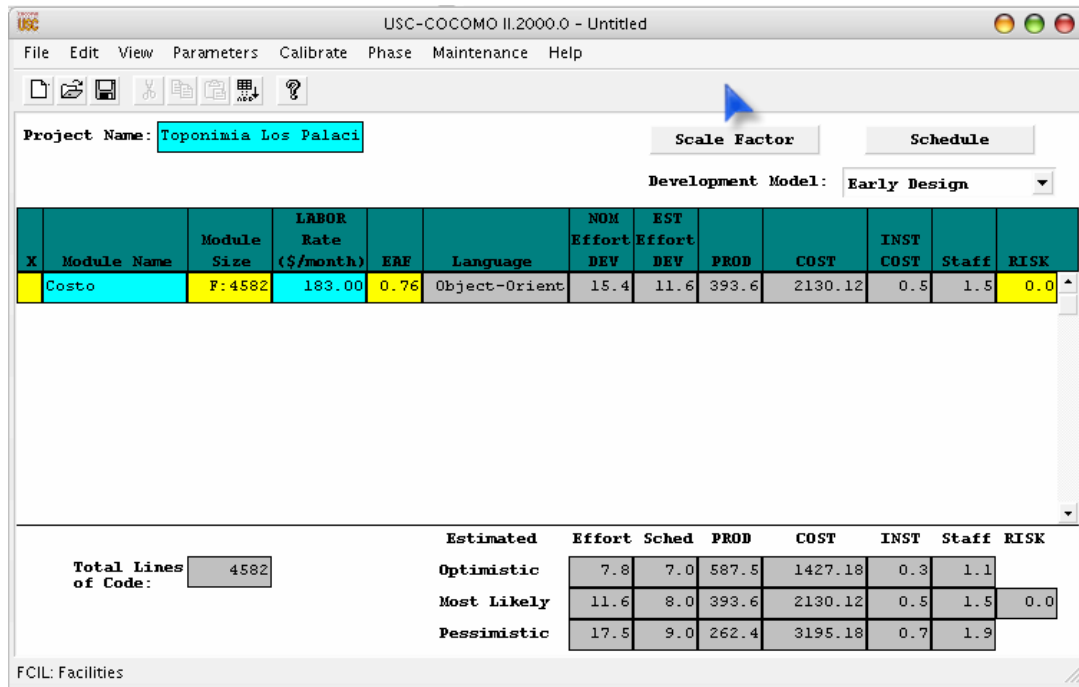 USC
USC-COCOMO II.2000.0 - Untitled
File Edit View Parameters Calibrate Phase Maintenance Help
Project Name: Toponimia Los Palaci
Scale Factor Schedule
Development Model: Early Design
X Module Name Module Size LABOR Rate ($/month) EAF Language NOM Effort DEV EST Effort DEV PROD COST INST COST Staff RISK
Costo F:4582 183.00 0.76 Object-Orient 15.4 11.6 393.6 2130.12 0.5 1.5 0.0
Estimated Effort Sched PROD COST INST Staff RISK
Total Lines of Code: 4582
Optimistic 7.8 7.0 587.5 1427.18 0.3 1.1
Most Likely 11.6 8.0 393.6 2130.12 0.5 1.5 0.0
Pessimistic 17.5 9.0 262.4 3195.18 0.7 1.9
FCIL: Facilities